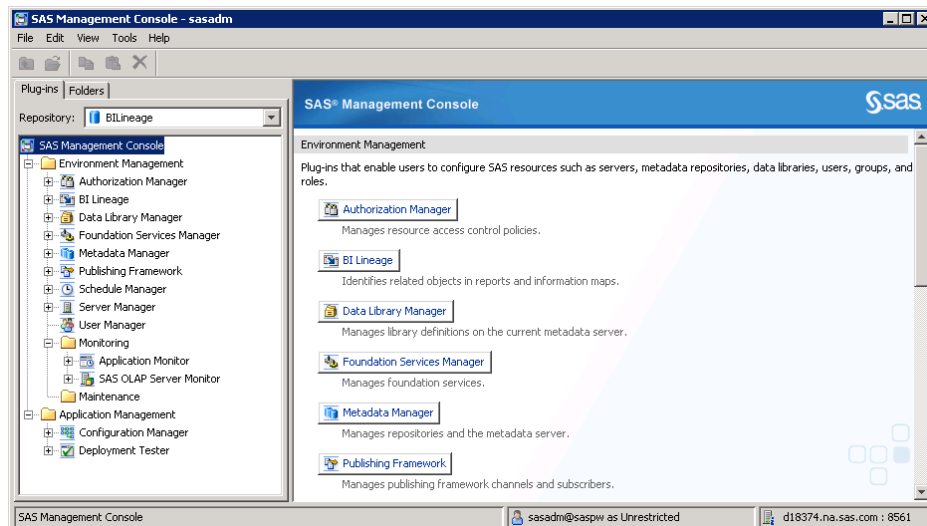 SAS Management Console - sasadm
File Edit View Tools Help
Plug-ins Folders
Repository: BILineage
SAS Management Console
Environment Management
Authorization Manager
BI Lineage
Data Library Manager
Foundation Services Manager
Metadata Manager
Publishing Framework
Schedule Manager
Server Manager
User Manager
Monitoring
Application Monitor
SAS OLAP Server Monitor
Maintenance
Application Management
Configuration Manager
Deployment Tester
SAS® Management Console
sas
Environment Management
Plug-ins that enable users to configure SAS resources such as servers, metadata repositories, data libraries, users, groups, and
roles.
Authorization Manager
Manages resource access control policies.
BI Lineage
Identifies related objects in reports and information maps.
Data Library Manager
Manages library definitions on the current metadata server.
Foundation Services Manager
Manages foundation services.
Metadata Manager
Manages repositories and the metadata server.
Publishing Framework
Manages publishing framework channels and subscribers.
SAS Management Console
sasadm@saspw as Unrestricted
d18374.na.sas.com : 8561